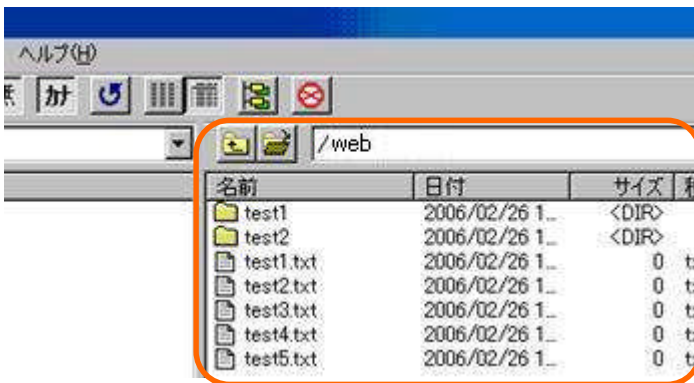 ヘルプ(H)
カナ
/web
名前 日付 サイズ
test1 2006/02/26 1... <DIR>
test2 2006/02/26 1... <DIR>
test1.txt 2006/02/26 1... 0
test2.txt 2006/02/26 1... 0
test3.txt 2006/02/26 1... 0
test4.txt 2006/02/26 1... 0
test5.txt 2006/02/26 1... 0